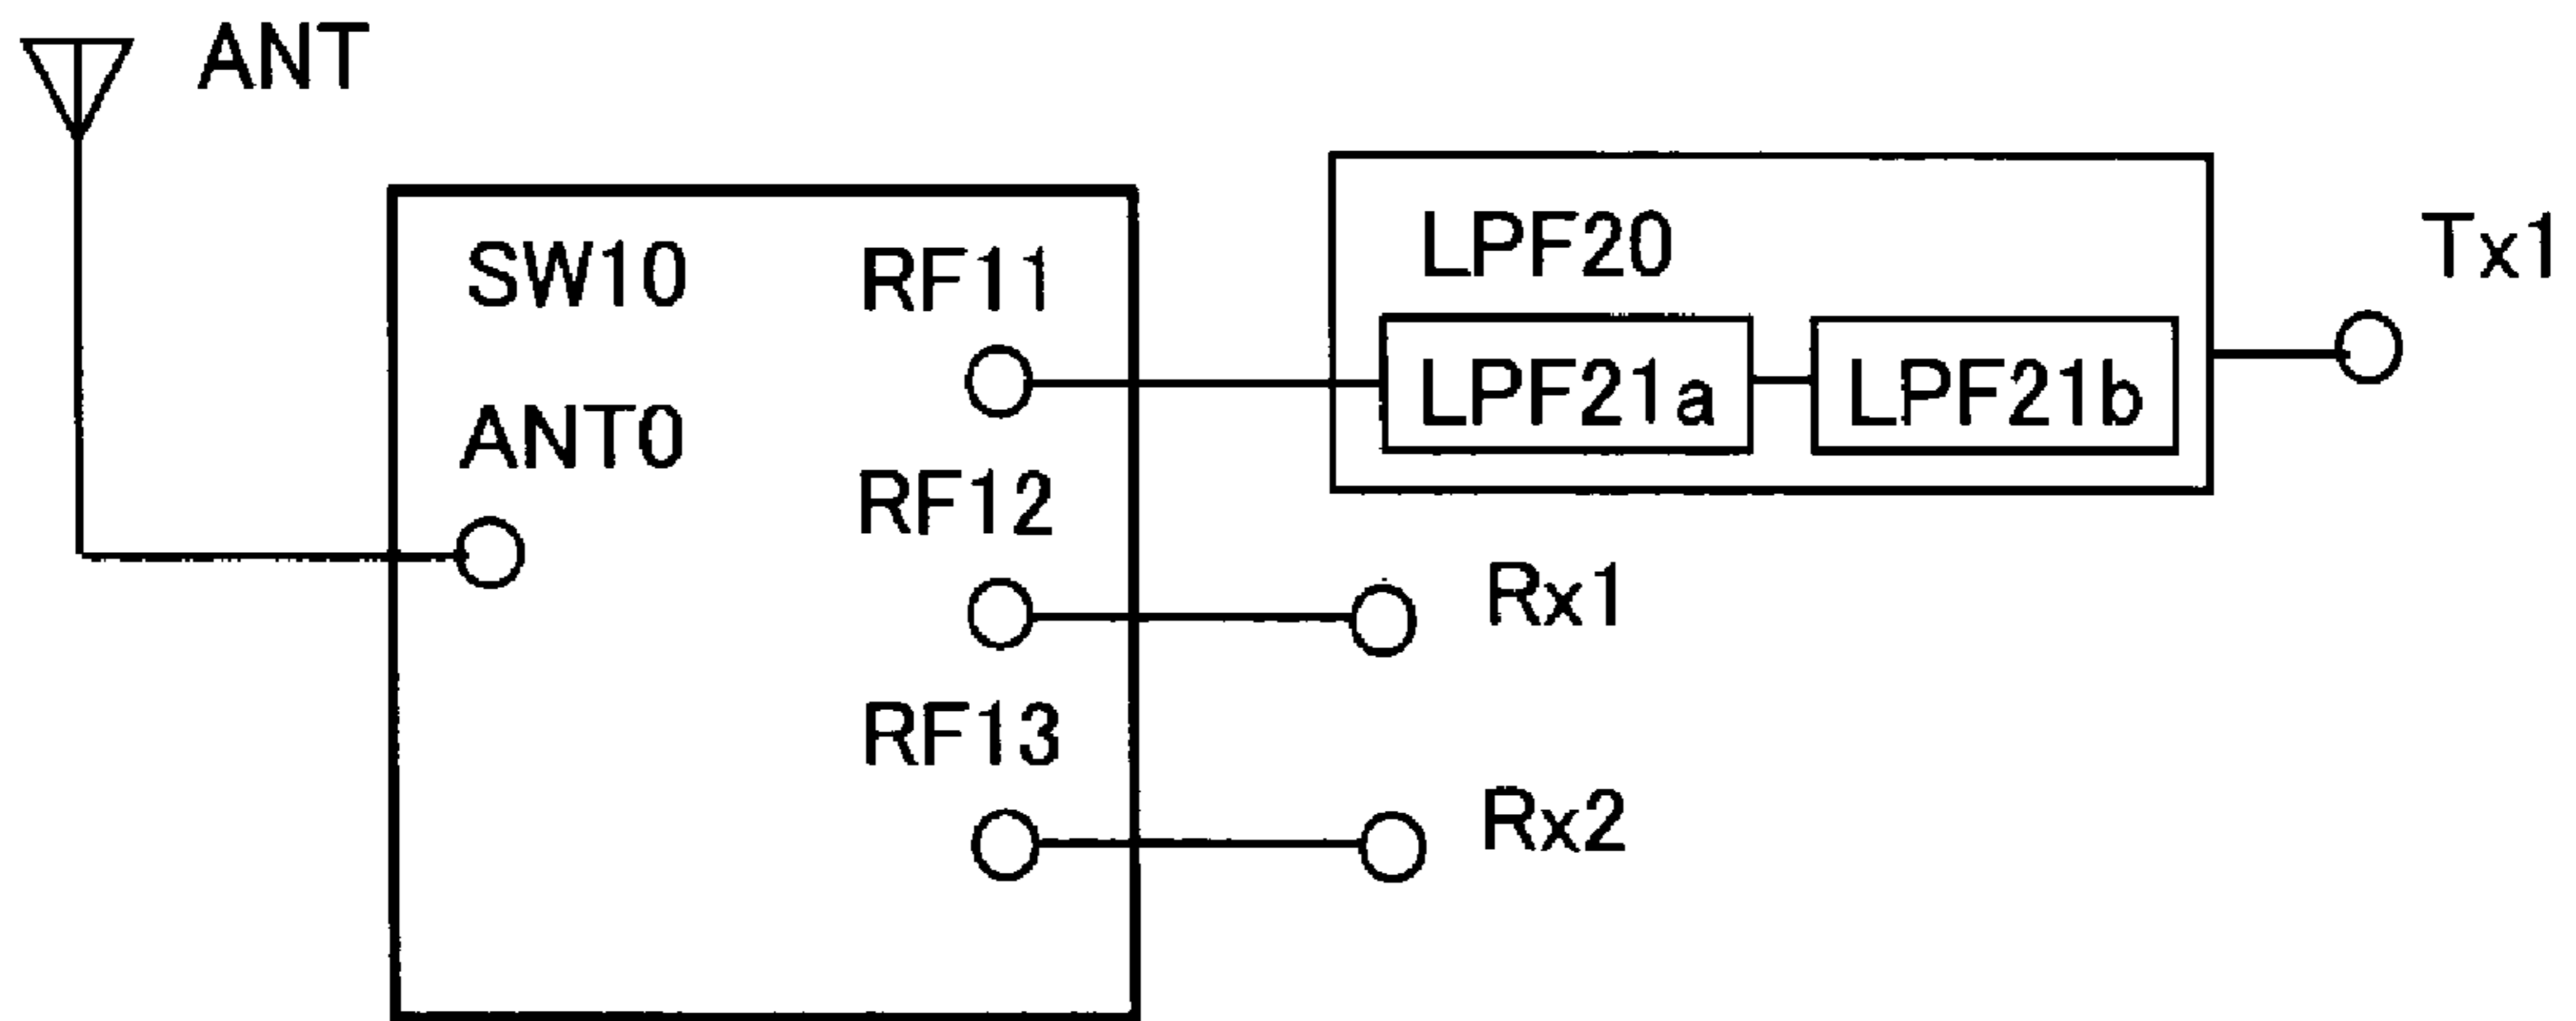 ANT
SW10
ANT0
RF11
RF12
RF13
LPF20
LPF21a
LPF21b
Tx1
Rx1
Rx2